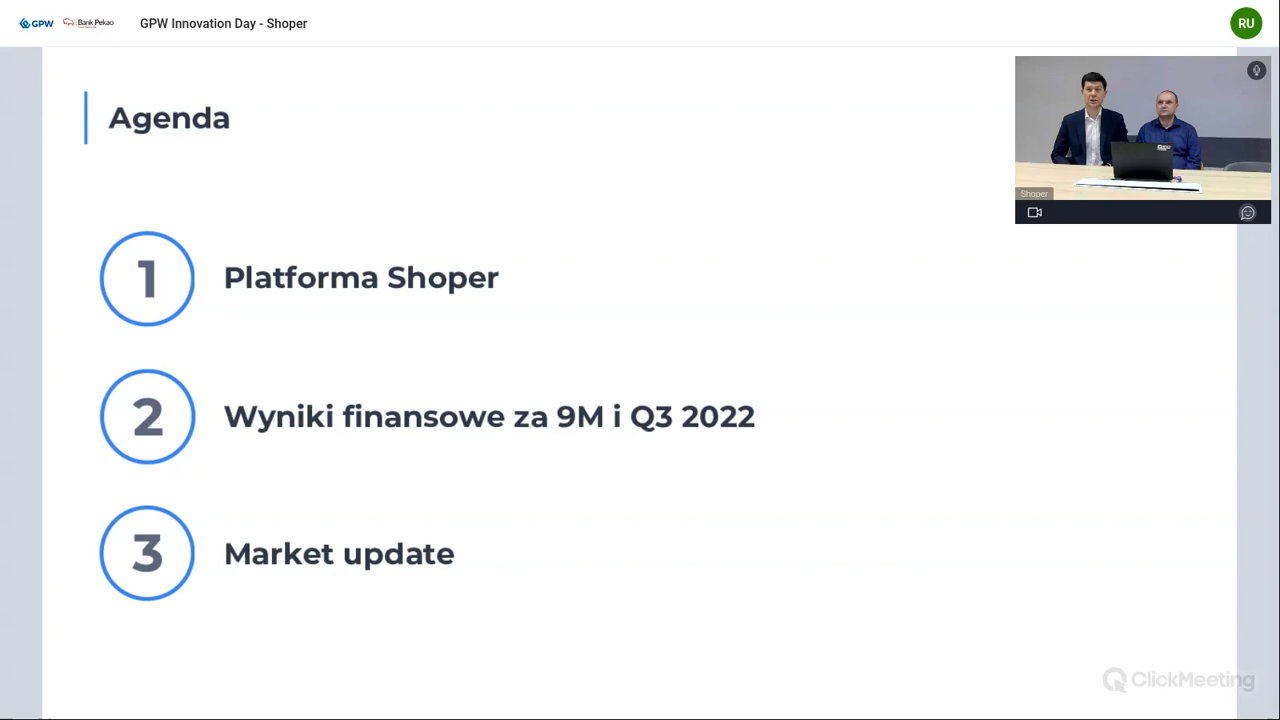 GPW
Bank Pekao
GPW Innovation Day - Shoper
RU
Agenda
Shoper
1
Platforma Shoper
2
Wyniki finansowe za 9M i Q3 2022
3
Market update
ClickMeeting